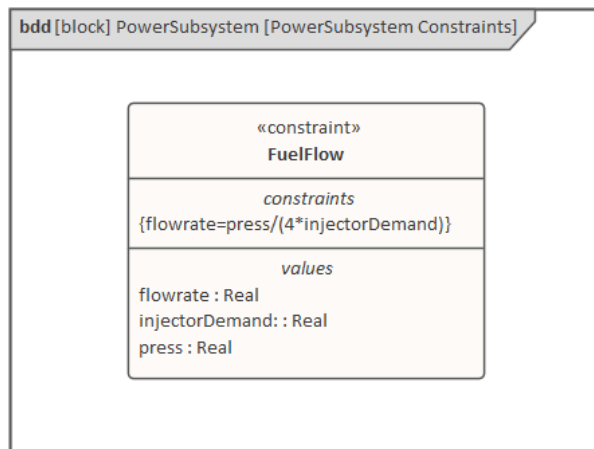 bdd [block] PowerSubsystem [PowerSubsystem Constraints]
«constraint»
FuelFlow
constraints
{flowrate=press/(4*injectorDemand)}
values
flowrate : Real
injectorDemand: : Real
press : Real